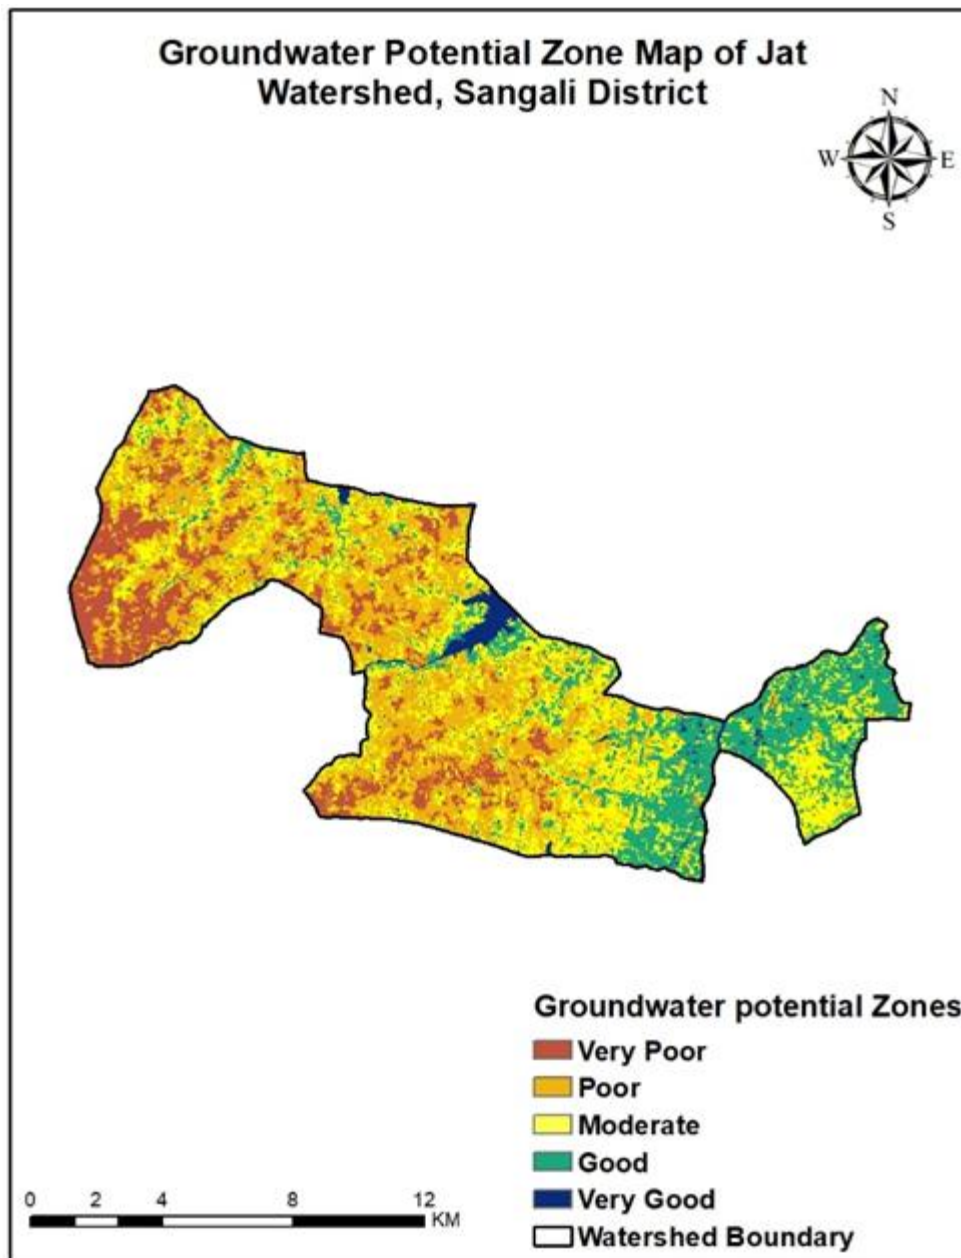 Groundwater Potential Zone Map of Jat
Watershed, Sangali District
N
W E
S
Groundwater potential Zones
Very Poor
Poor
Moderate
Good
Very Good
Watershed Boundary
0 2 4 8 12
KM